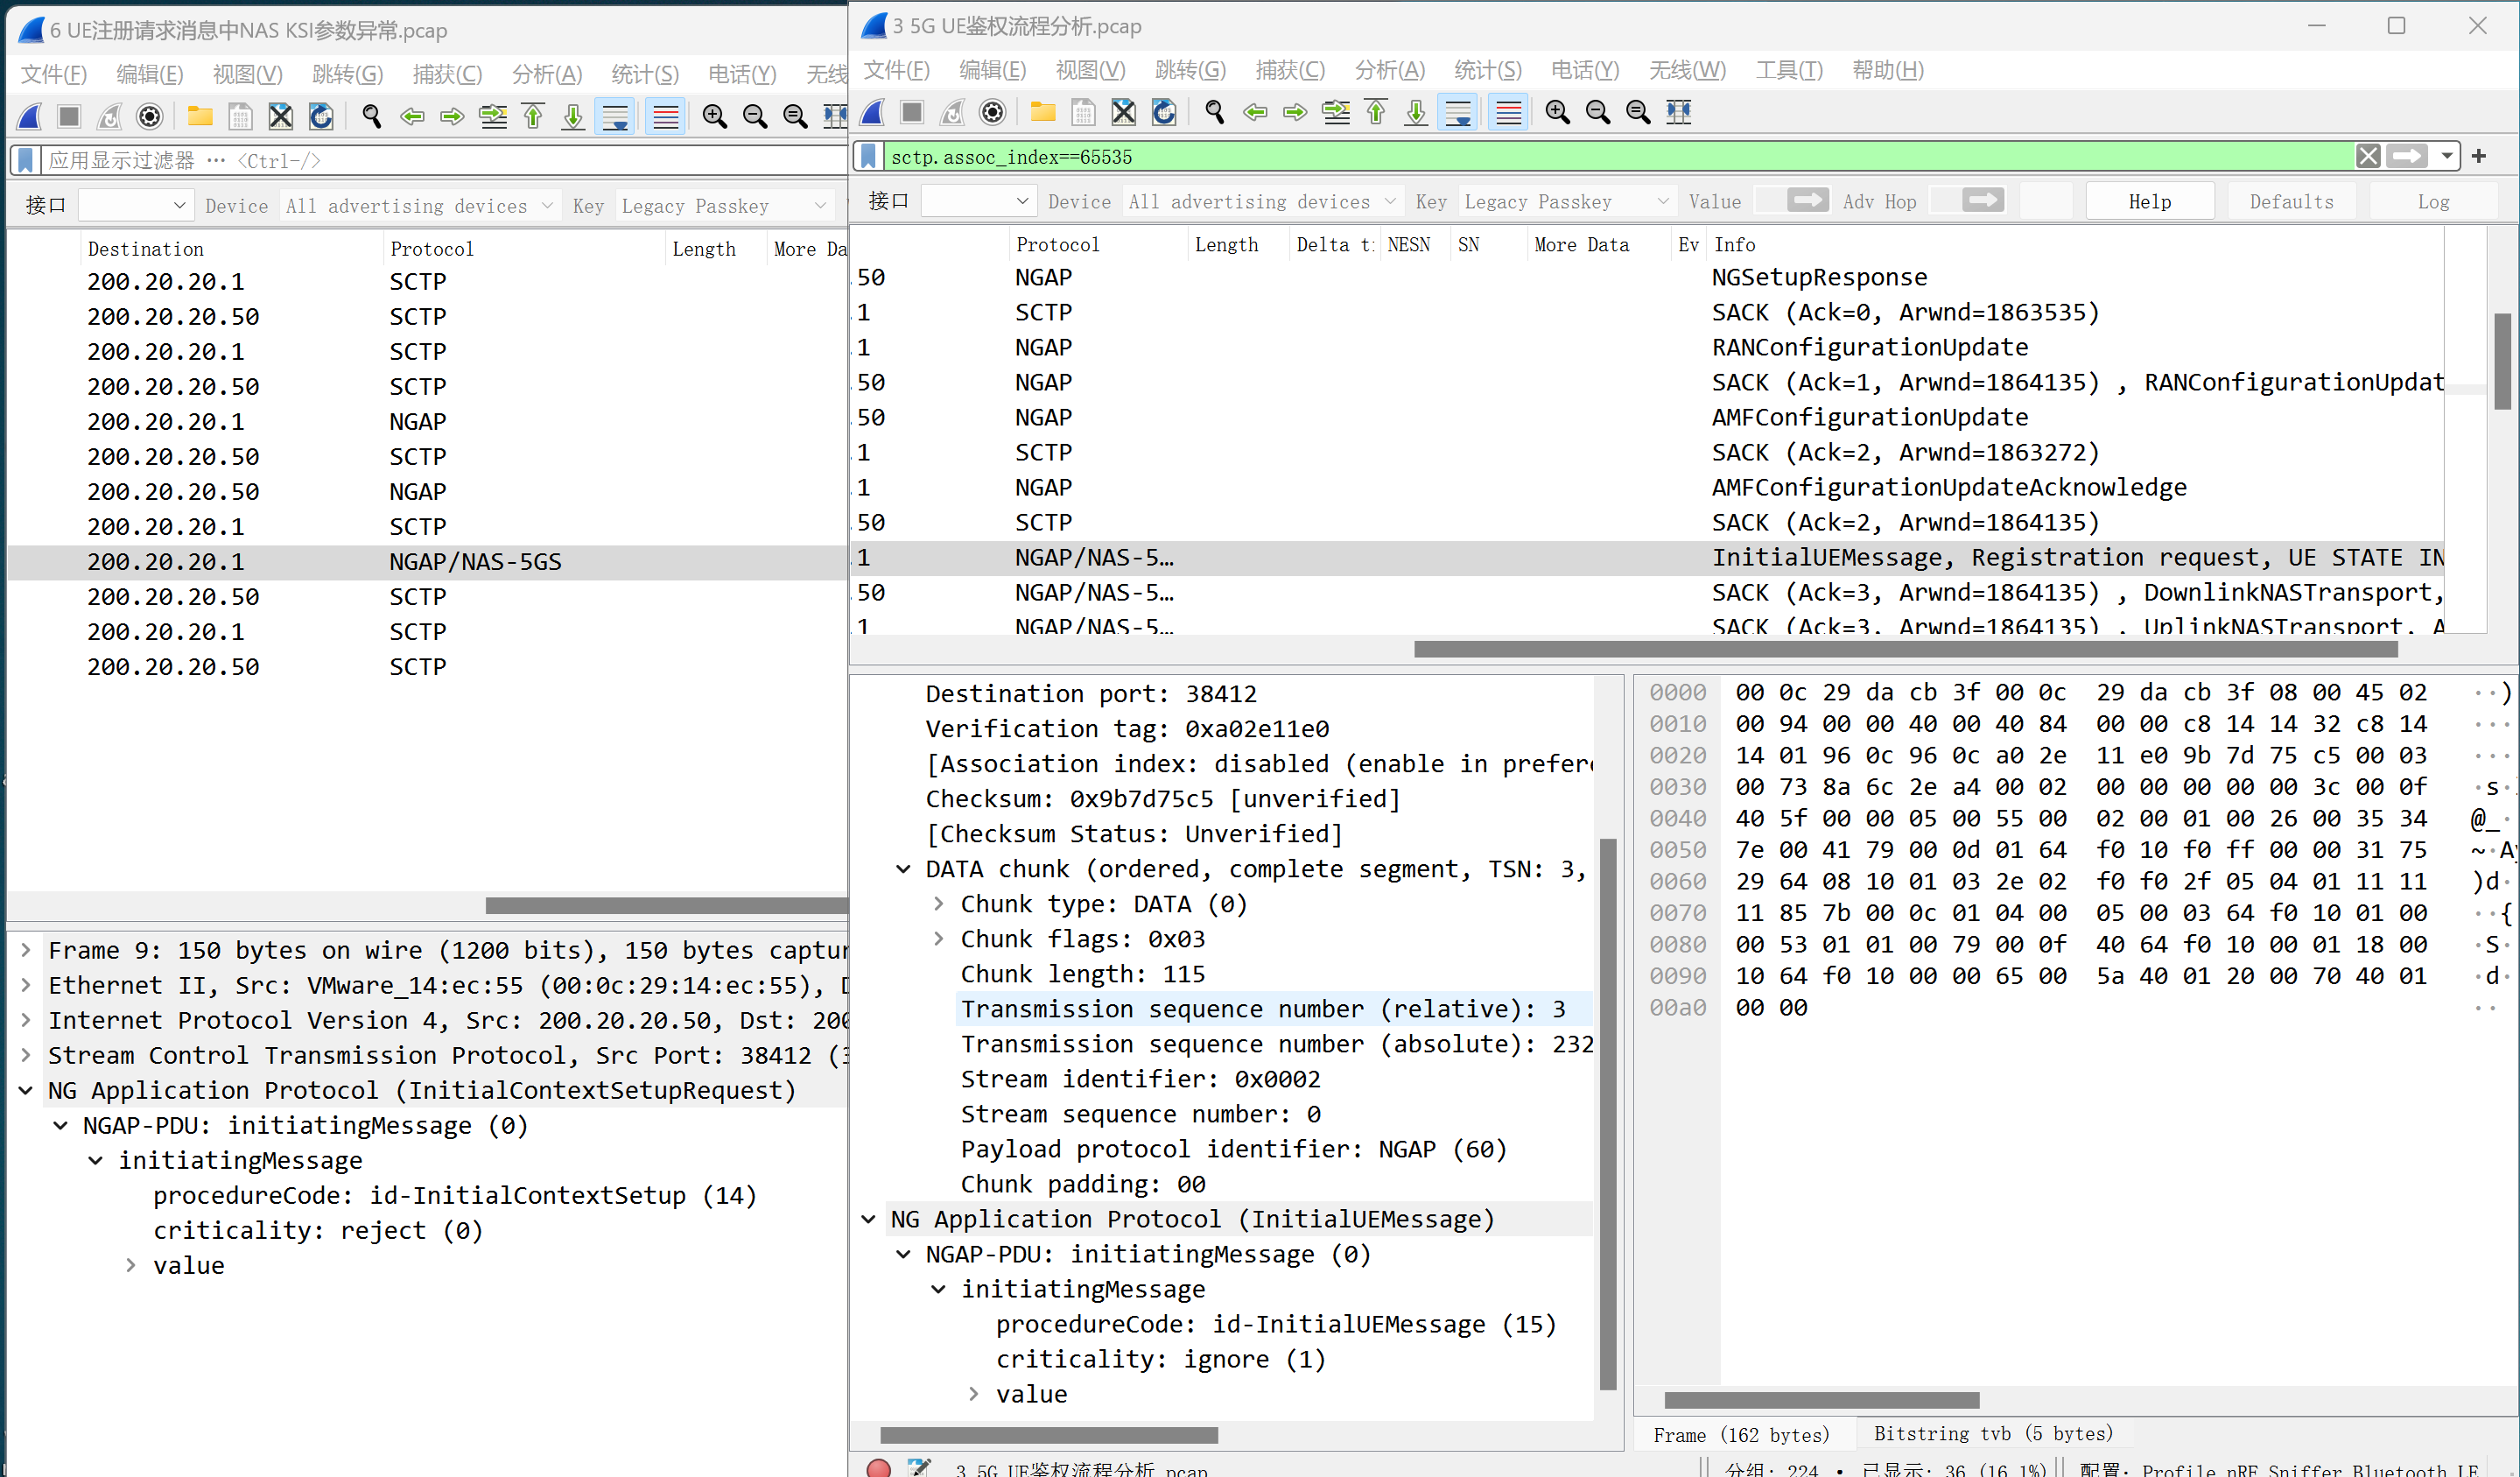 6 UE注册请求消息中NAS KSI参数异常.pcap
文件(F) 编辑(E) 视图(V) 跳转(G) 捕获(C) 分析(A) 统计(S) 电话(Y) 无线
应用显示过滤器 ··· <Ctrl-/>
接口 Device All advertising devices Key Legacy Passkey
Destination Protocol Length More Da
200.20.20.1 SCTP
200.20.20.50 SCTP
200.20.20.1 SCTP
200.20.20.50 SCTP
200.20.20.1 NGAP
200.20.20.50 SCTP
200.20.20.50 NGAP
200.20.20.1 SCTP
200.20.20.1 NGAP/NAS-5GS
200.20.20.50 SCTP
200.20.20.1 SCTP
200.20.20.50 SCTP
Frame 9: 150 bytes on wire (1200 bits), 150 bytes captur
Ethernet II, Src: VMware_14:ec:55 (00:0c:29:14:ec:55), D
Internet Protocol Version 4, Src: 200.20.20.50, Dst: 200
Stream Control Transmission Protocol, Src Port: 38412 (3
NG Application Protocol (InitialContextSetupRequest)
NGAP-PDU: initiatingMessage (0)
initiatingMessage
procedureCode: id-InitialContextSetup (14)
criticality: reject (0)
value
3 5G UE鉴权流程分析.pcap
文件(F) 编辑(E) 视图(V) 跳转(G) 捕获(C) 分析(A) 统计(S) 电话(Y) 无线(W) 工具(T) 帮助(H)
sctp.assoc_index==65535
接口 Device All advertising devices Key Legacy Passkey Value Adv Hop Help Defaults Log
Protocol Length Delta t NESN SN More Data Ev Info
.50 NGAP NGSetupResponse
.1 SCTP SACK (Ack=0, Arwnd=1863535)
.1 NGAP RANConfigurationUpdate
.50 NGAP SACK (Ack=1, Arwnd=1864135) , RANConfigurationUpdat
.50 NGAP AMFConfigurationUpdate
.1 SCTP SACK (Ack=2, Arwnd=1863272)
.1 NGAP AMFConfigurationUpdateAcknowledge
.50 SCTP SACK (Ack=2, Arwnd=1864135)
.1 NGAP/NAS-5… InitialUEMessage, Registration request, UE STATE IN
.50 NGAP/NAS-5… SACK (Ack=3, Arwnd=1864135) , DownlinkNASTransport,
.1 NGAP/NAS-5… SACK (Ack=3, Arwnd=1864135) , UplinkNASTransport, A
Destination port: 38412
Verification tag: 0xa02e11e0
[Association index: disabled (enable in prefere
Checksum: 0x9b7d75c5 [unverified]
[Checksum Status: Unverified]
DATA chunk (ordered, complete segment, TSN: 3,
Chunk type: DATA (0)
Chunk flags: 0x03
Chunk length: 115
Transmission sequence number (relative): 3
Transmission sequence number (absolute): 232
Stream identifier: 0x0002
Stream sequence number: 0
Payload protocol identifier: NGAP (60)
Chunk padding: 00
NG Application Protocol (InitialUEMessage)
NGAP-PDU: initiatingMessage (0)
initiatingMessage
procedureCode: id-InitialUEMessage (15)
criticality: ignore (1)
value
0000 00 0c 29 da cb 3f 00 0c 29 da cb 3f 08 00 45 02 ··)
0010 00 94 00 00 40 00 40 84 00 00 c8 14 14 32 c8 14 ···
0020 14 01 96 0c 96 0c a0 2e 11 e0 9b 7d 75 c5 00 03 ···
0030 00 73 8a 6c 2e a4 00 02 00 00 00 00 00 3c 00 0f ·s
0040 40 5f 00 00 05 00 55 00 02 00 01 00 26 00 35 34 @_·
0050 7e 00 41 79 00 0d 01 64 f0 10 f0 ff 00 00 31 75 ~·Ay
0060 29 64 08 10 01 03 2e 02 f0 f0 2f 05 04 01 11 11 )d·
0070 11 85 7b 00 0c 01 04 00 05 00 03 64 f0 10 01 00 ··{
0080 00 53 01 01 00 79 00 0f 40 64 f0 10 00 01 18 00 ·S·
0090 10 64 f0 10 00 00 65 00 5a 40 01 20 00 70 40 01 ·d·
00a0 00 00 ··
Frame (162 bytes) Bitstring tvb (5 bytes)
3 5G UE鉴权流程分析.pcap 分组: 224 · 已显示: 36 (16.1%) 配置: Profile nRF Sniffer Bluetooth LE